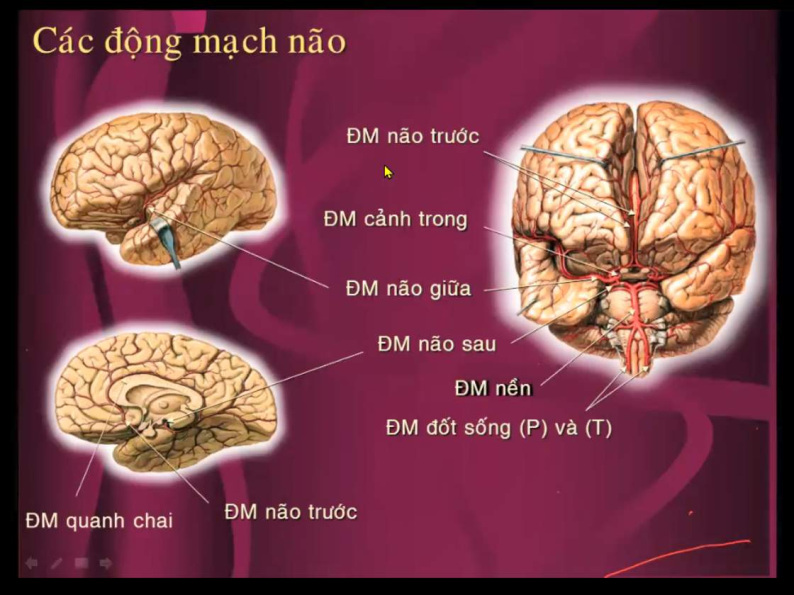 Các động mạch não
ĐM não trước
ĐM cảnh trong
ĐM não giữa
ĐM não sau
ĐM nền
ĐM đốt sống (P) và (T)
ĐM não trước
ĐM quanh chai